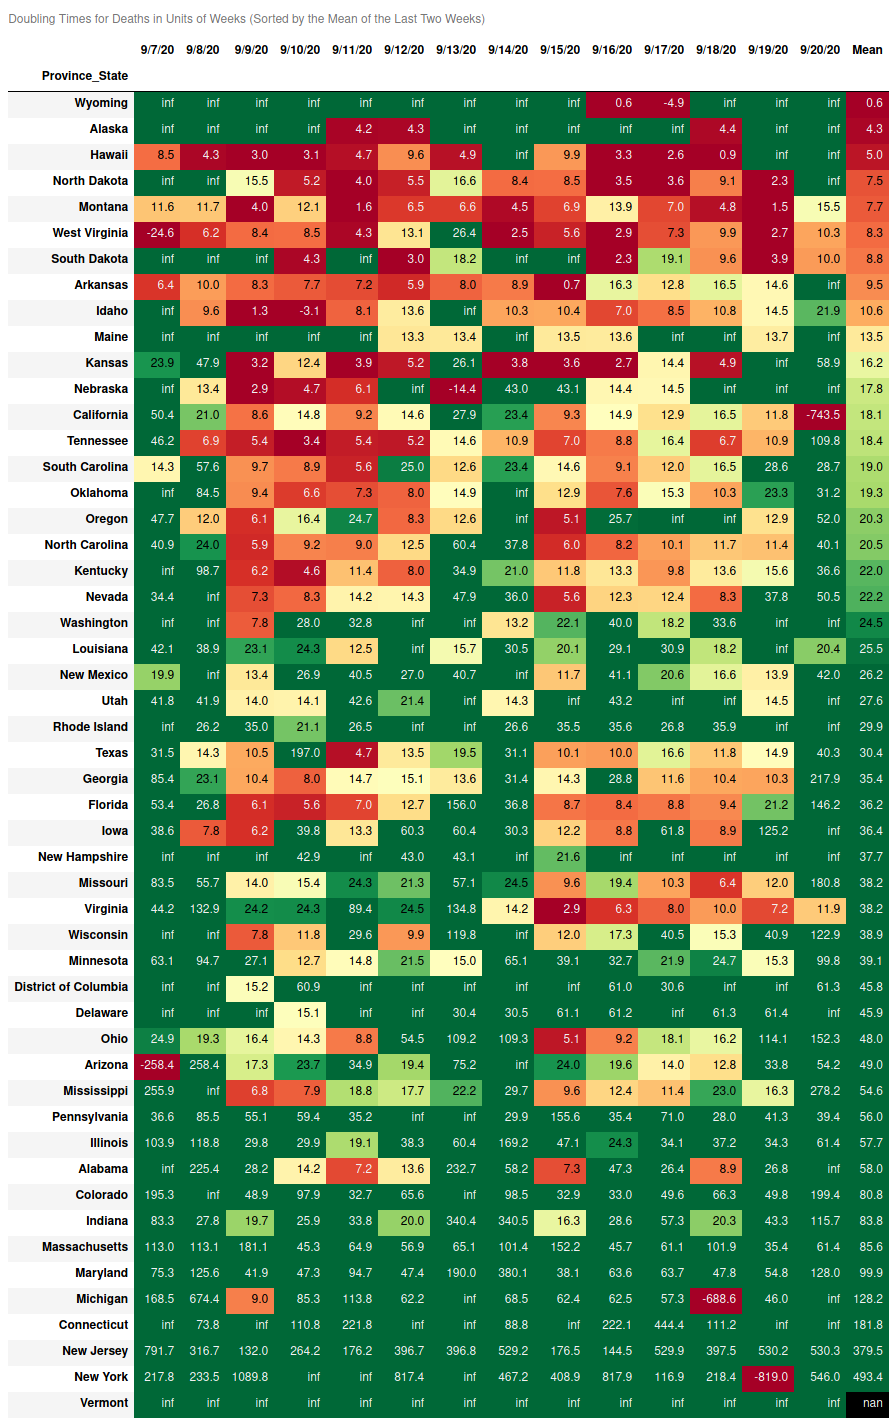 Doubling Times for Deaths in Units of Weeks (Sorted by the Mean of the Last Two Weeks)
9/7/20 9/8/20 9/9/20 9/10/20 9/11/20 9/12/20 9/13/20 9/14/20 9/15/20 9/16/20 9/17/20 9/18/20 9/19/20 9/20/20 Mean
Province_State
Wyoming inf inf inf inf inf inf inf inf inf 0.6 -4.9 inf inf inf 0.6
Alaska inf inf inf inf 4.2 4.3 inf inf inf inf inf 4.4 inf inf 4.3
Hawaii 8.5 4.3 3.0 3.1 4.7 9.6 4.9 inf 9.9 3.3 2.6 0.9 inf inf 5.0
North Dakota inf inf 15.5 5.2 4.0 5.5 16.6 8.4 8.5 3.5 3.6 9.1 2.3 inf 7.5
Montana 11.6 11.7 4.0 12.1 1.6 6.5 6.6 4.5 6.9 13.9 7.0 4.8 1.5 15.5 7.7
West Virginia -24.6 6.2 8.4 8.5 4.3 13.1 26.4 2.5 5.6 2.9 7.3 9.9 2.7 10.3 8.3
South Dakota inf inf inf 4.3 inf 3.0 18.2 inf inf 2.3 19.1 9.6 3.9 10.0 8.8
Arkansas 6.4 10.0 8.3 7.7 7.2 5.9 8.0 8.9 0.7 16.3 12.8 16.5 14.6 inf 9.5
Idaho inf 9.6 1.3 -3.1 8.1 13.6 inf 10.3 10.4 7.0 8.5 10.8 14.5 21.9 10.6
Maine inf inf inf inf inf 13.3 13.4 inf 13.5 13.6 inf inf 13.7 inf 13.5
Kansas 23.9 47.9 3.2 12.4 3.9 5.2 26.1 3.8 3.6 2.7 14.4 4.9 inf 58.9 16.2
Nebraska inf 13.4 2.9 4.7 6.1 inf -14.4 43.0 43.1 14.4 14.5 inf inf inf 17.8
California 50.4 21.0 8.6 14.8 9.2 14.6 27.9 23.4 9.3 14.9 12.9 16.5 11.8 -743.5 18.1
Tennessee 46.2 6.9 5.4 3.4 5.4 5.2 14.6 10.9 7.0 8.8 16.4 6.7 10.9 109.8 18.4
South Carolina 14.3 57.6 9.7 8.9 5.6 25.0 12.6 23.4 14.6 9.1 12.0 16.5 28.6 28.7 19.0
Oklahoma inf 84.5 9.4 6.6 7.3 8.0 14.9 inf 12.9 7.6 15.3 10.3 23.3 31.2 19.3
Oregon 47.7 12.0 6.1 16.4 24.7 8.3 12.6 inf 5.1 25.7 inf inf 12.9 52.0 20.3
North Carolina 40.9 24.0 5.9 9.2 9.0 12.5 60.4 37.8 6.0 8.2 10.1 11.7 11.4 40.1 20.5
Kentucky inf 98.7 6.2 4.6 11.4 8.0 34.9 21.0 11.8 13.3 9.8 13.6 15.6 36.6 22.0
Nevada 34.4 inf 7.3 8.3 14.2 14.3 47.9 36.0 5.6 12.3 12.4 8.3 37.8 50.5 22.2
Washington inf inf 7.8 28.0 32.8 inf inf 13.2 22.1 40.0 18.2 33.6 inf inf 24.5
Louisiana 42.1 38.9 23.1 24.3 12.5 inf 15.7 30.5 20.1 29.1 30.9 18.2 inf 20.4 25.5
New Mexico 19.9 inf 13.4 26.9 40.5 27.0 40.7 inf 11.7 41.1 20.6 16.6 13.9 42.0 26.2
Utah 41.8 41.9 14.0 14.1 42.6 21.4 inf 14.3 inf 43.2 inf inf 14.5 inf 27.6
Rhode Island inf 26.2 35.0 21.1 26.5 inf inf 26.6 35.5 35.6 26.8 35.9 inf inf 29.9
Texas 31.5 14.3 10.5 197.0 4.7 13.5 19.5 31.1 10.1 10.0 16.6 11.8 14.9 40.3 30.4
Georgia 85.4 23.1 10.4 8.0 14.7 15.1 13.6 31.4 14.3 28.8 11.6 10.4 10.3 217.9 35.4
Florida 53.4 26.8 6.1 5.6 7.0 12.7 156.0 36.8 8.7 8.4 8.8 9.4 21.2 146.2 36.2
Iowa 38.6 7.8 6.2 39.8 13.3 60.3 60.4 30.3 12.2 8.8 61.8 8.9 125.2 inf 36.4
New Hampshire inf inf inf 42.9 inf 43.0 43.1 inf 21.6 inf inf inf inf inf 37.7
Missouri 83.5 55.7 14.0 15.4 24.3 21.3 57.1 24.5 9.6 19.4 10.3 6.4 12.0 180.8 38.2
Virginia 44.2 132.9 24.2 24.3 89.4 24.5 134.8 14.2 2.9 6.3 8.0 10.0 7.2 11.9 38.2
Wisconsin inf inf 7.8 11.8 29.6 9.9 119.8 inf 12.0 17.3 40.5 15.3 40.9 122.9 38.9
Minnesota 63.1 94.7 27.1 12.7 14.8 21.5 15.0 65.1 39.1 32.7 21.9 24.7 15.3 99.8 39.1
District of Columbia inf inf 15.2 60.9 inf inf inf inf inf 61.0 30.6 inf inf 61.3 45.8
Delaware inf inf inf 15.1 inf inf 30.4 30.5 61.1 61.2 inf 61.3 61.4 inf 45.9
Ohio 24.9 19.3 16.4 14.3 8.8 54.5 109.2 109.3 5.1 9.2 18.1 16.2 114.1 152.3 48.0
Arizona -258.4 258.4 17.3 23.7 34.9 19.4 75.2 inf 24.0 19.6 14.0 12.8 33.8 54.2 49.0
Mississippi 255.9 inf 6.8 7.9 18.8 17.7 22.2 29.7 9.6 12.4 11.4 23.0 16.3 278.2 54.6
Pennsylvania 36.6 85.5 55.1 59.4 35.2 inf inf 29.9 155.6 35.4 71.0 28.0 41.3 39.4 56.0
Illinois 103.9 118.8 29.8 29.9 19.1 38.3 60.4 169.2 47.1 24.3 34.1 37.2 34.3 61.4 57.7
Alabama inf 225.4 28.2 14.2 7.2 13.6 232.7 58.2 7.3 47.3 26.4 8.9 26.8 inf 58.0
Colorado 195.3 inf 48.9 97.9 32.7 65.6 inf 98.5 32.9 33.0 49.6 66.3 49.8 199.4 80.8
Indiana 83.3 27.8 19.7 25.9 33.8 20.0 340.4 340.5 16.3 28.6 57.3 20.3 43.3 115.7 83.8
Massachusetts 113.0 113.1 181.1 45.3 64.9 56.9 65.1 101.4 152.2 45.7 61.1 101.9 35.4 61.4 85.6
Maryland 75.3 125.6 41.9 47.3 94.7 47.4 190.0 380.1 38.1 63.6 63.7 47.8 54.8 128.0 99.9
Michigan 168.5 674.4 9.0 85.3 113.8 62.2 inf 68.5 62.4 62.5 57.3 -688.6 46.0 inf 128.2
Connecticut inf 73.8 inf 110.8 221.8 inf inf 88.8 inf 222.1 444.4 111.2 inf inf 181.8
New Jersey 791.7 316.7 132.0 264.2 176.2 396.7 396.8 529.2 176.5 144.5 529.9 397.5 530.2 530.3 379.5
New York 217.8 233.5 1089.8 inf inf 817.4 inf 467.2 408.9 817.9 116.9 218.4 -819.0 546.0 493.4
Vermont inf inf inf inf inf inf inf inf inf inf inf inf inf inf nan